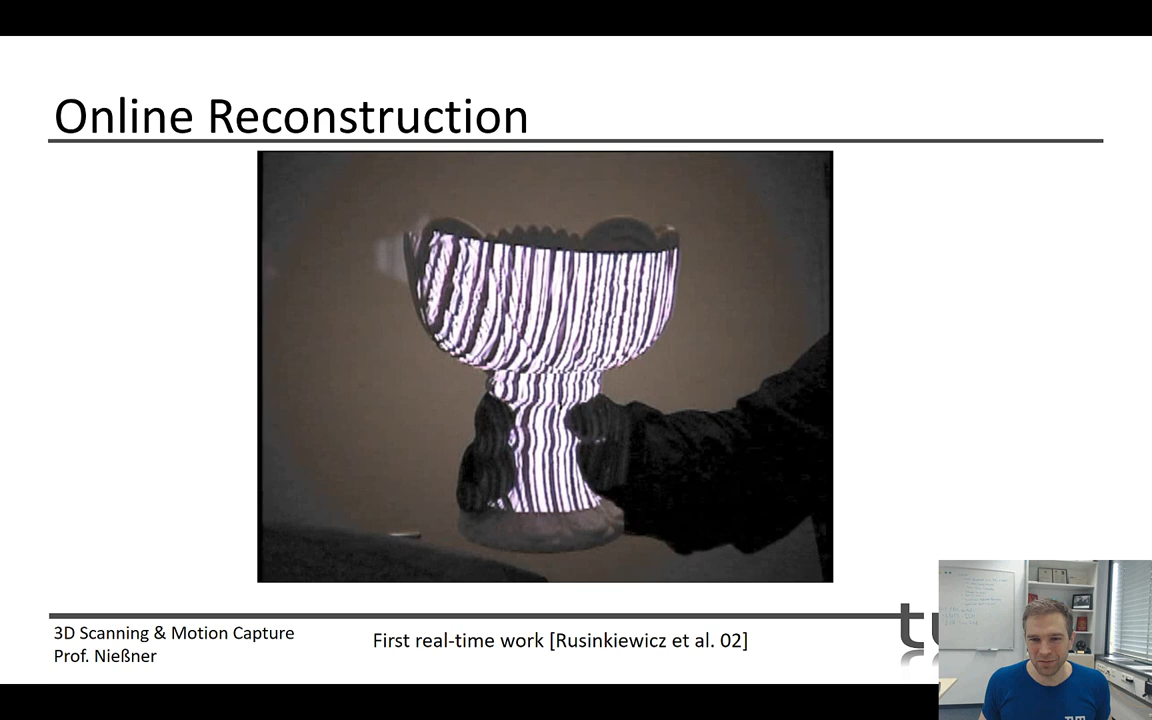 Online Reconstruction
3D Scanning & Motion Capture
Prof. Nießner
First real-time work [Rusinkiewicz et al. 02]